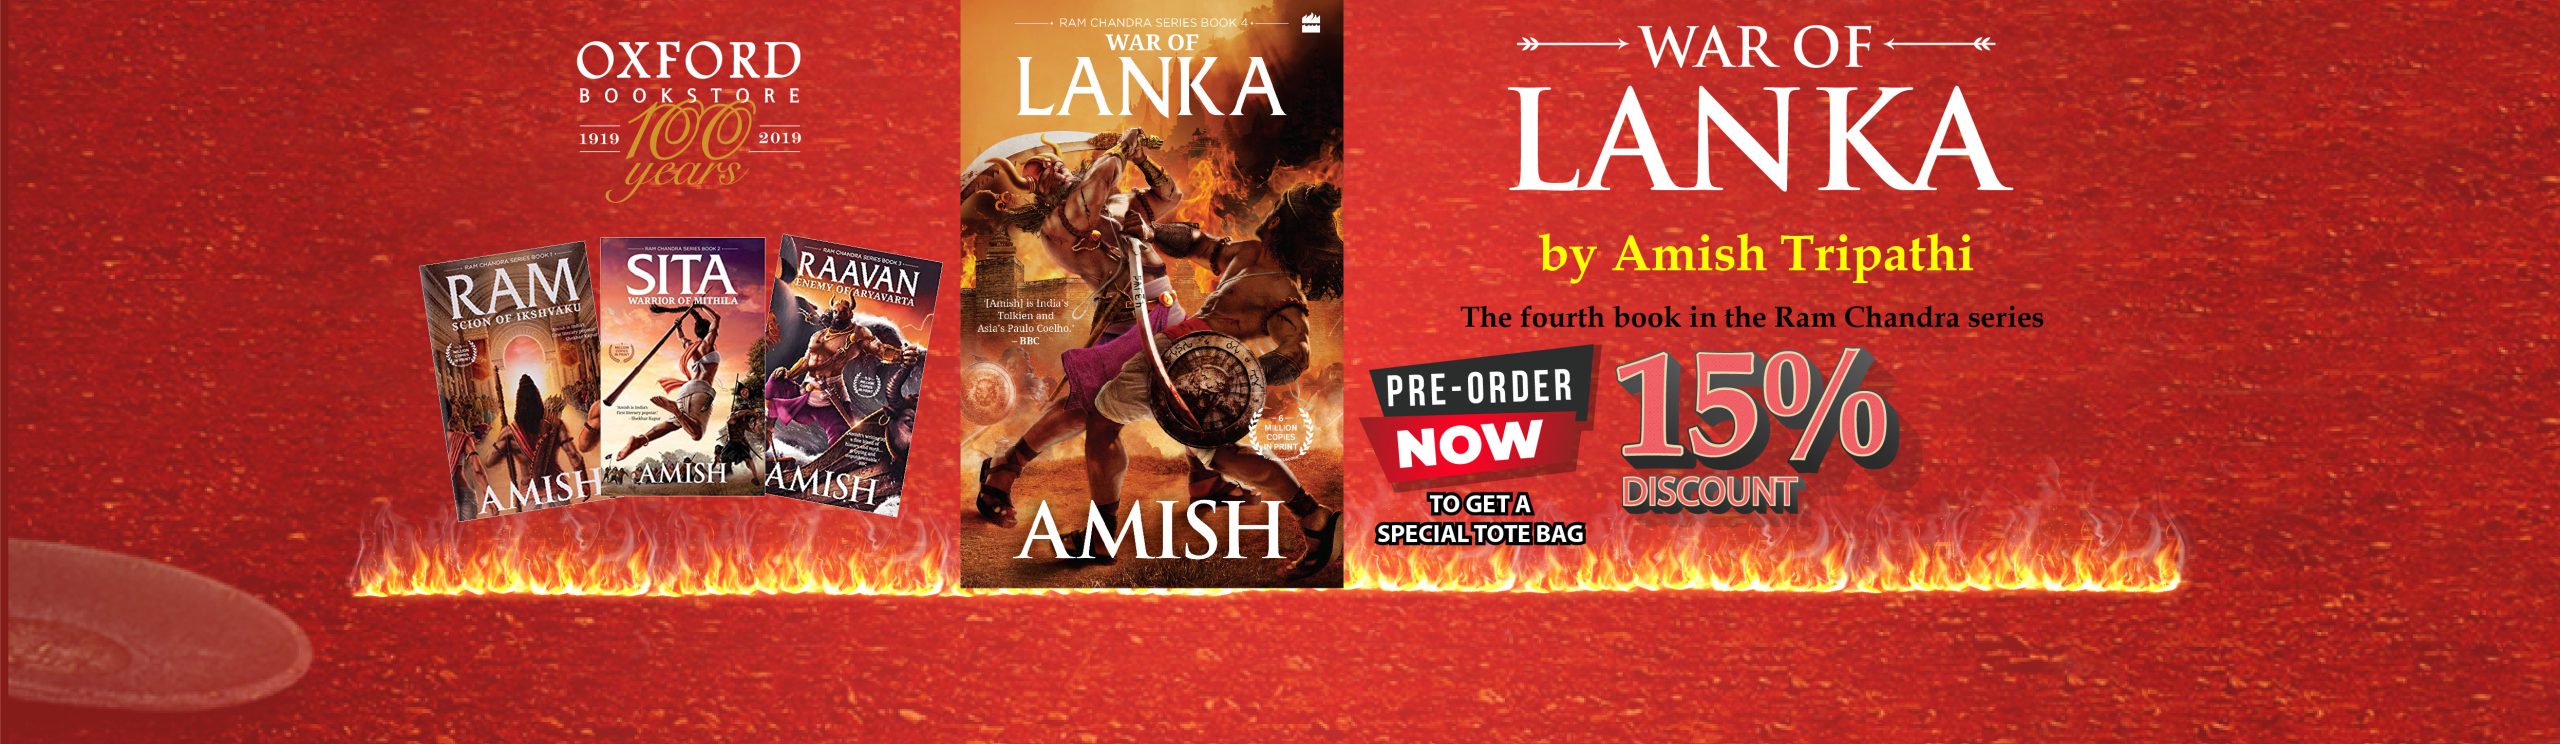 OXFORD
BOOKSTORE
1919 100 2019
years
RAM CHANDRA SERIES BOOK 1
RAM
SCION OF IKSHVAKU
AMISH
RAM CHANDRA SERIES BOOK 2
SITA
WARRIOR OF MITHILA
AMISH
RAM CHANDRA SERIES BOOK 3
RAAVAN
ENEMY OF ARYAVARTA
AMISH
RAM CHANDRA SERIES BOOK 4
WAR OF
LANKA
'[Amish] is India's
Tolkien and
Asia's Paulo Coelho.'
– BBC
6
MILLION
COPIES
IN PRINT
AMISH
WAR OF
LANKA
by Amish Tripathi
The fourth book in the Ram Chandra series
PRE-ORDER
NOW
TO GET A
SPECIAL TOTE BAG
15%
DISCOUNT